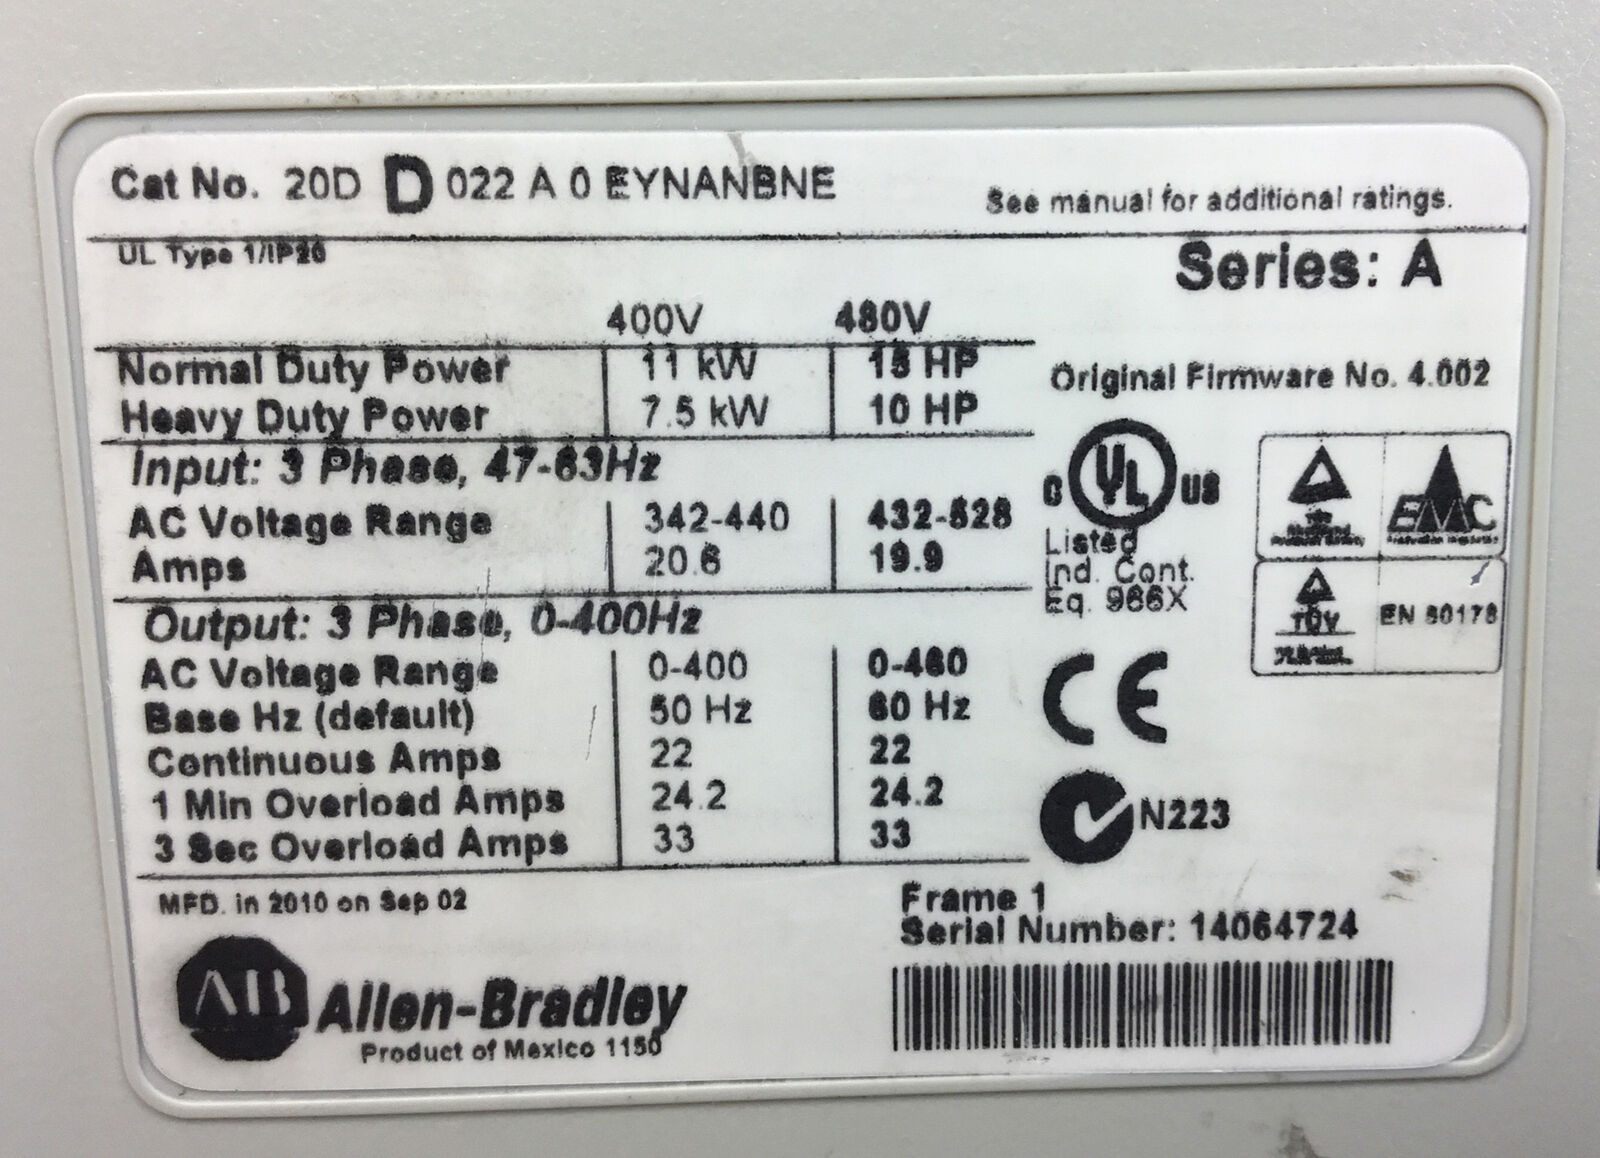 Cat No. 20D D 022 A 0 EYNANBNE
See manual for additional ratings.
UL Type 1/IP20
Series: A
400V 480V
Normal Duty Power 11 kW 15 HP
Heavy Duty Power 7.5 kW 10 HP
Original Firmware No. 4.002
Input: 3 Phase, 47-63Hz
AC Voltage Range 342-440 432-528
Amps 20.6 19.9
C UL US
Listed
Ind. Cont.
Eq. 966X
EMC
TÜV
EN 50178
Output: 3 Phase, 0-400Hz
AC Voltage Range 0-400 0-460
Base Hz (default) 50 Hz 60 Hz
Continuous Amps 22 22
1 Min Overload Amps 24.2 24.2
3 Sec Overload Amps 33 33
CE
N223
MFD. in 2010 on Sep 02
Frame 1
Serial Number: 14064724
AB Allen-Bradley
Product of Mexico 1150